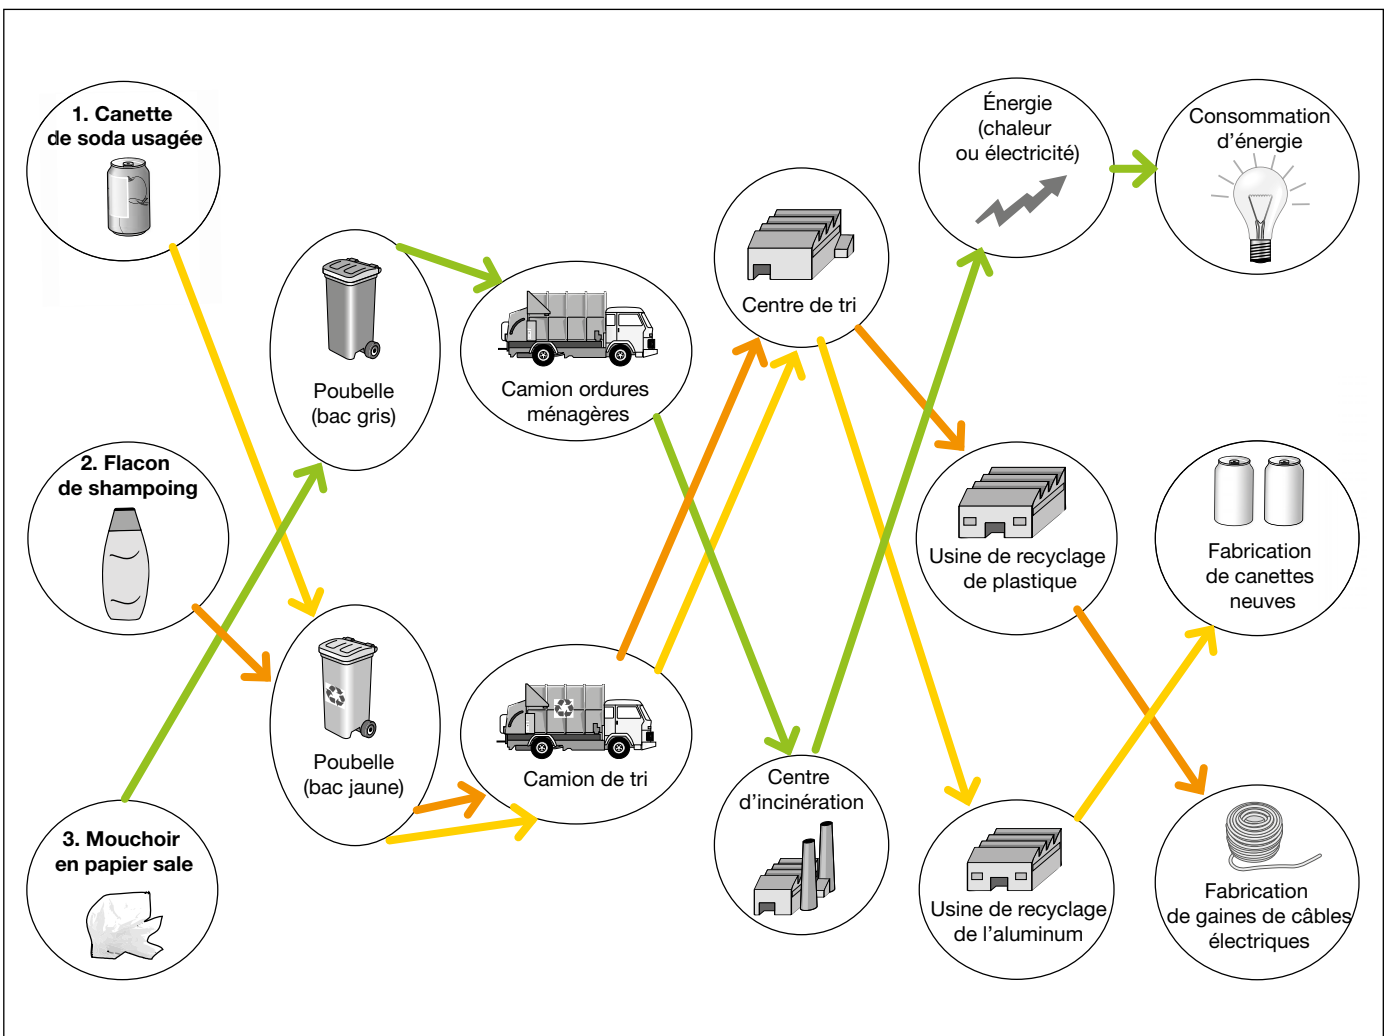 1. Canette
de soda usagée
Poubelle
(bac gris)
Camion ordures
ménagères
Centre de tri
Énergie
(chaleur
ou électricité)
Consommation
d’énergie
2. Flacon
de shampoing
Poubelle
(bac jaune)
Camion de tri
Usine de recyclage
de plastique
Fabrication
de canettes
neuves
3. Mouchoir
en papier sale
Centre
d’incinération
Usine de recyclage
de l’aluminum
Fabrication
de gaines de câbles
électriques